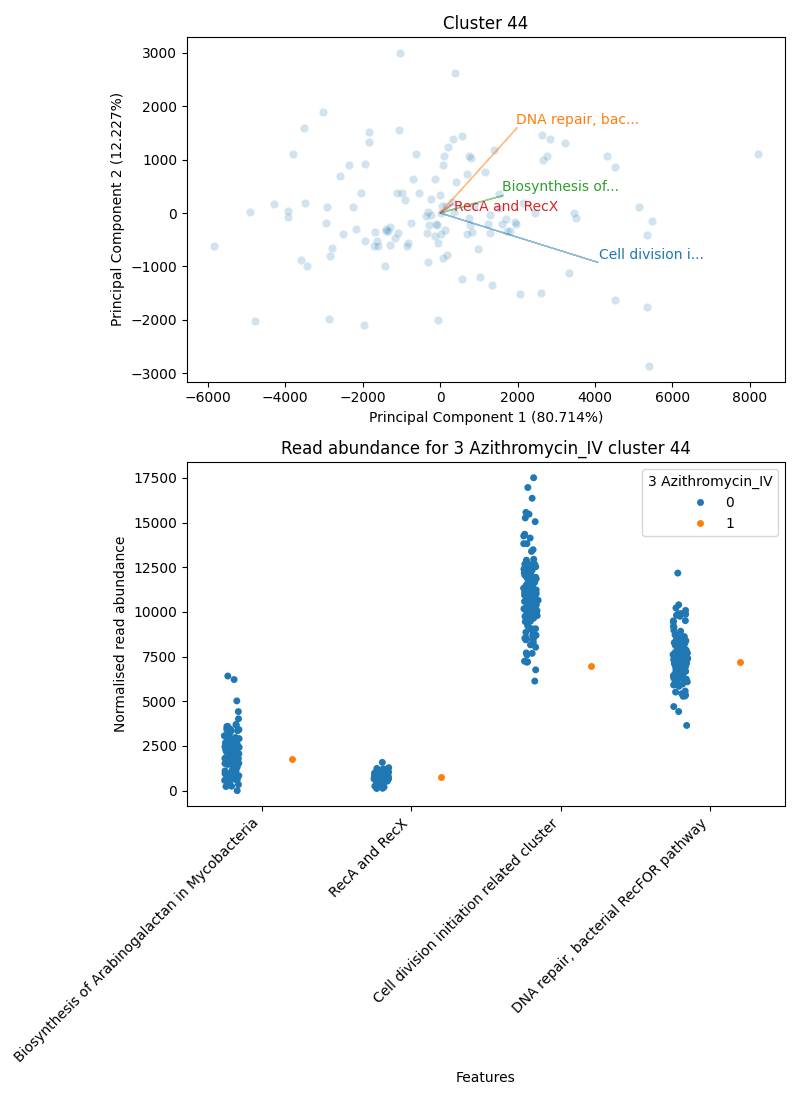 Cluster 44
3000
2000
1000
0
−1000
−2000
−3000
Principal Component 2 (12.227%)
DNA repair, bac...
Biosynthesis of...
RecA and RecX
Cell division i...
−6000 −4000 −2000 0 2000 4000 6000 8000
Principal Component 1 (80.714%)
Read abundance for 3 Azithromycin_IV cluster 44
17500
15000
12500
10000
7500
5000
2500
0
Normalised read abundance
3 Azithromycin_IV
0
1
Biosynthesis of Arabinogalactan in Mycobacteria
RecA and RecX
Cell division initiation related cluster
DNA repair, bacterial RecFOR pathway
Features